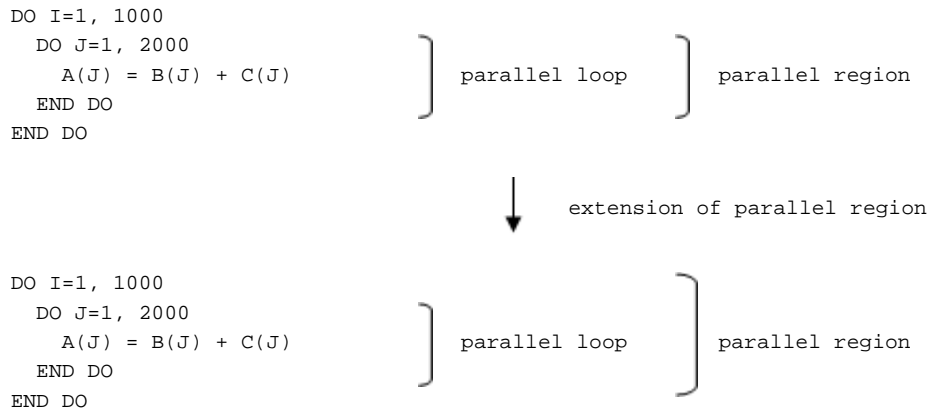 DO I=1, 1000
  DO J=1, 2000
    A(J) = B(J) + C(J) parallel loop parallel region
  END DO
END DO
extension of parallel region
DO I=1, 1000
  DO J=1, 2000
    A(J) = B(J) + C(J) parallel loop parallel region
  END DO
END DO